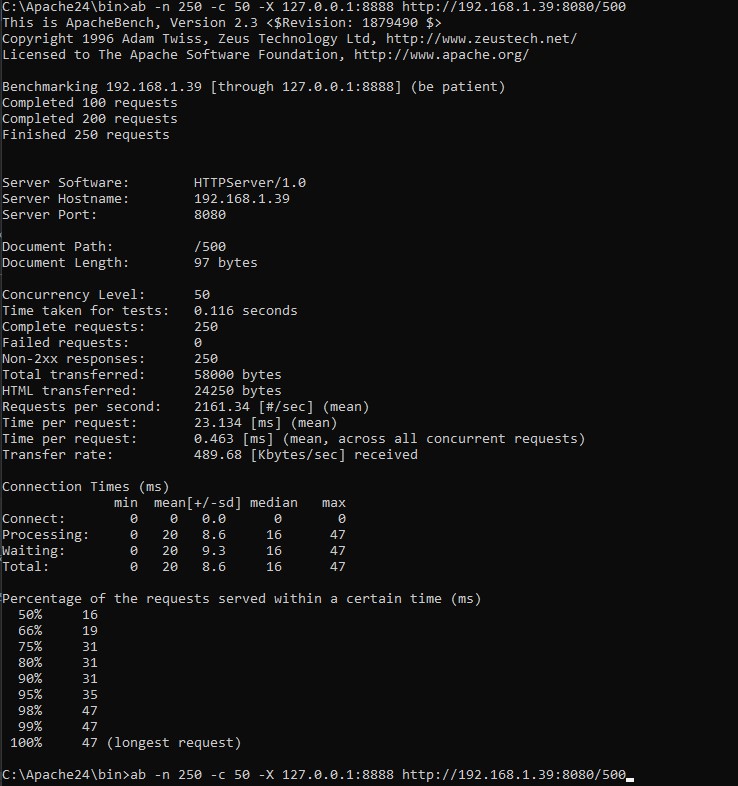 C:\Apache24\bin>ab -n 250 -c 50 -X 127.0.0.1:8888 http://192.168.1.39:8080/500
This is ApacheBench, Version 2.3 <$Revision: 1879490 $>
Copyright 1996 Adam Twiss, Zeus Technology Ltd, http://www.zeustech.net/
Licensed to The Apache Software Foundation, http://www.apache.org/

Benchmarking 192.168.1.39 [through 127.0.0.1:8888] (be patient)
Completed 100 requests
Completed 200 requests
Finished 250 requests


Server Software:        HTTPServer/1.0
Server Hostname:        192.168.1.39
Server Port:            8080

Document Path:          /500
Document Length:        97 bytes

Concurrency Level:      50
Time taken for tests:   0.116 seconds
Complete requests:      250
Failed requests:        0
Non-2xx responses:      250
Total transferred:      58000 bytes
HTML transferred:       24250 bytes
Requests per second:    2161.34 [#/sec] (mean)
Time per request:       23.134 [ms] (mean)
Time per request:       0.463 [ms] (mean, across all concurrent requests)
Transfer rate:          489.68 [Kbytes/sec] received

Connection Times (ms)
              min  mean[+/-sd] median   max
Connect:        0    0   0.0      0       0
Processing:     0   20   8.6     16      47
Waiting:        0   20   9.3     16      47
Total:          0   20   8.6     16      47

Percentage of the requests served within a certain time (ms)
  50%     16
  66%     19
  75%     31
  80%     31
  90%     31
  95%     35
  98%     47
  99%     47
 100%     47 (longest request)

C:\Apache24\bin>ab -n 250 -c 50 -X 127.0.0.1:8888 http://192.168.1.39:8080/500